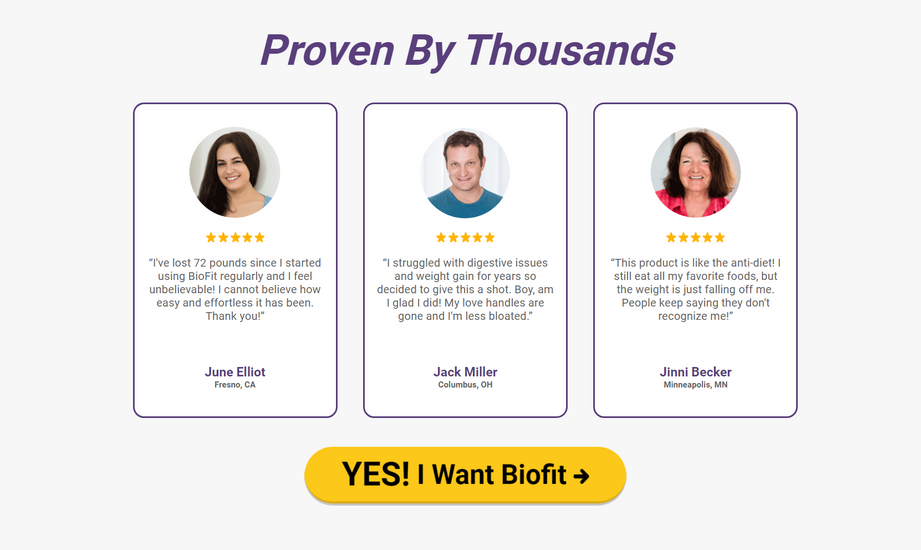 Proven By Thousands
“I've lost 72 pounds since I started
using BioFit regularly and I feel
unbelievable! I cannot believe how
easy and effortless it has been.
Thank you!”
June Elliot
Fresno, CA
“I struggled with digestive issues
and weight gain for years so
decided to give this a shot. Boy, am
I glad I did! My love handles are
gone and I'm less bloated.”
Jack Miller
Columbus, OH
“This product is like the anti-diet! I
still eat all my favorite foods, but
the weight is just falling off me.
People keep saying they don't
recognize me!”
Jinni Becker
Minneapolis, MN
YES! I Want Biofit →